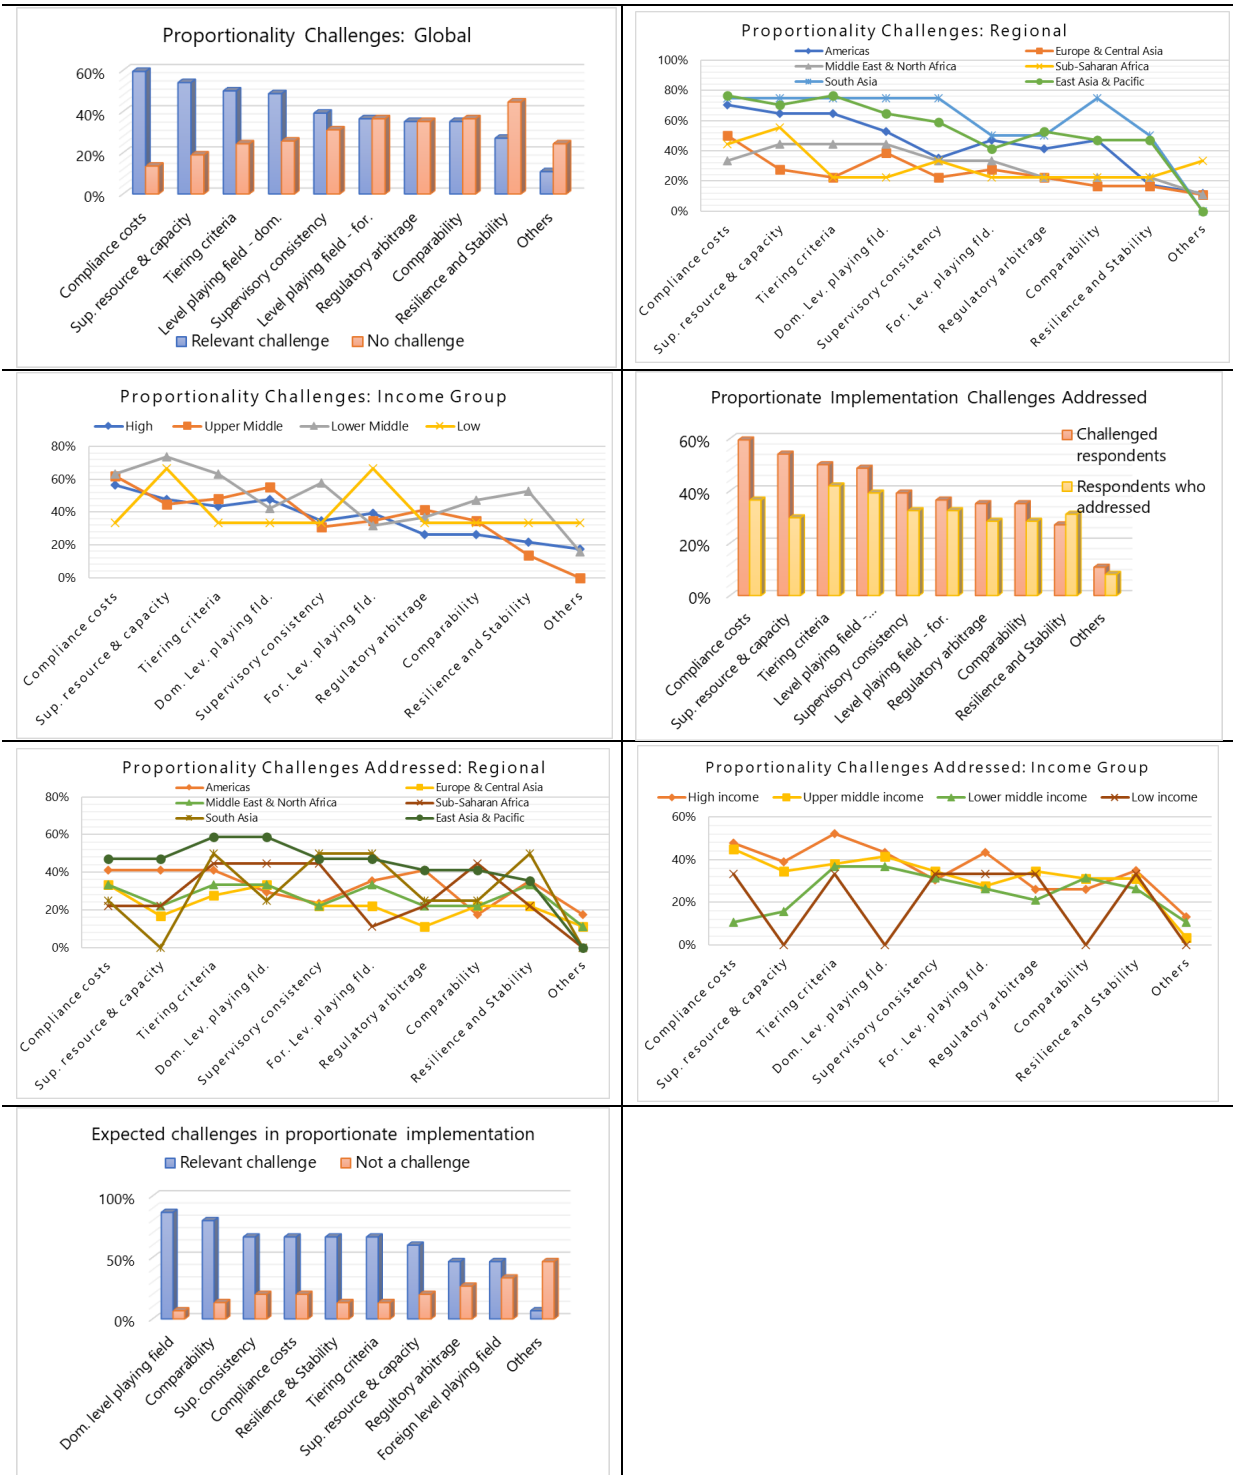 Proportionality Challenges: Global
60%
40%
20%
0%
Compliance costs
Sup. resource & capacity
Tiering criteria
Level playing field - dom.
Supervisory consistency
Level playing field - for.
Regulatory arbitrage
Comparability
Resilience and Stability
Others
Relevant challenge
No challenge
Proportionality Challenges: Regional
Americas
Europe & Central Asia
Middle East & North Africa
Sub-Saharan Africa
South Asia
East Asia & Pacific
100%
80%
60%
40%
20%
0%
Compliance costs
Sup. resource & capacity
Tiering criteria
Dom. Lev. playing fld.
Supervisory consistency
For. Lev. playing fld.
Regulatory arbitrage
Comparability
Resilience and Stability
Others
Proportionality Challenges: Income Group
High
Upper Middle
Lower Middle
Low
80%
60%
40%
20%
0%
Compliance costs
Sup. resource & capacity
Tiering criteria
Dom. Lev. playing fld.
Supervisory consistency
For. Lev. playing fld.
Regulatory arbitrage
Comparability
Resilience and Stability
Others
Proportionate Implementation Challenges Addressed
Challenged
respondents
Respondents who
addressed
60%
40%
20%
0%
Compliance costs
Sup. resource & capacity
Tiering criteria
Level playing field -...
Supervisory consistency
Level playing field - for.
Regulatory arbitrage
Comparability
Resilience and Stability
Others
Proportionality Challenges Addressed: Regional
Americas
Europe & Central Asia
Middle East & North Africa
Sub-Saharan Africa
South Asia
East Asia & Pacific
80%
60%
40%
20%
0%
Compliance costs
Sup. resource & capacity
Tiering criteria
Dom. Lev. playing fld.
Supervisory consistency
For. Lev. playing fld.
Regulatory arbitrage
Comparability
Resilience and Stability
Others
Proportionality Challenges Addressed: Income Group
High income
Upper middle income
Lower middle income
Low income
60%
40%
20%
0%
Compliance costs
Sup. resource & capacity
Tiering criteria
Dom. Lev. playing fld.
Supervisory consistency
For. Lev. playing fld.
Regulatory arbitrage
Comparability
Resilience and Stability
Others
Expected challenges in proportionate implementation
Relevant challenge
Not a challenge
100%
50%
0%
Dom. level playing field
Comparability
Sup. consistency
Compliance costs
Resilience & Stability
Tiering criteria
Sup. resource & capacity
Regultory arbitrage
Foreign level playing field
Others